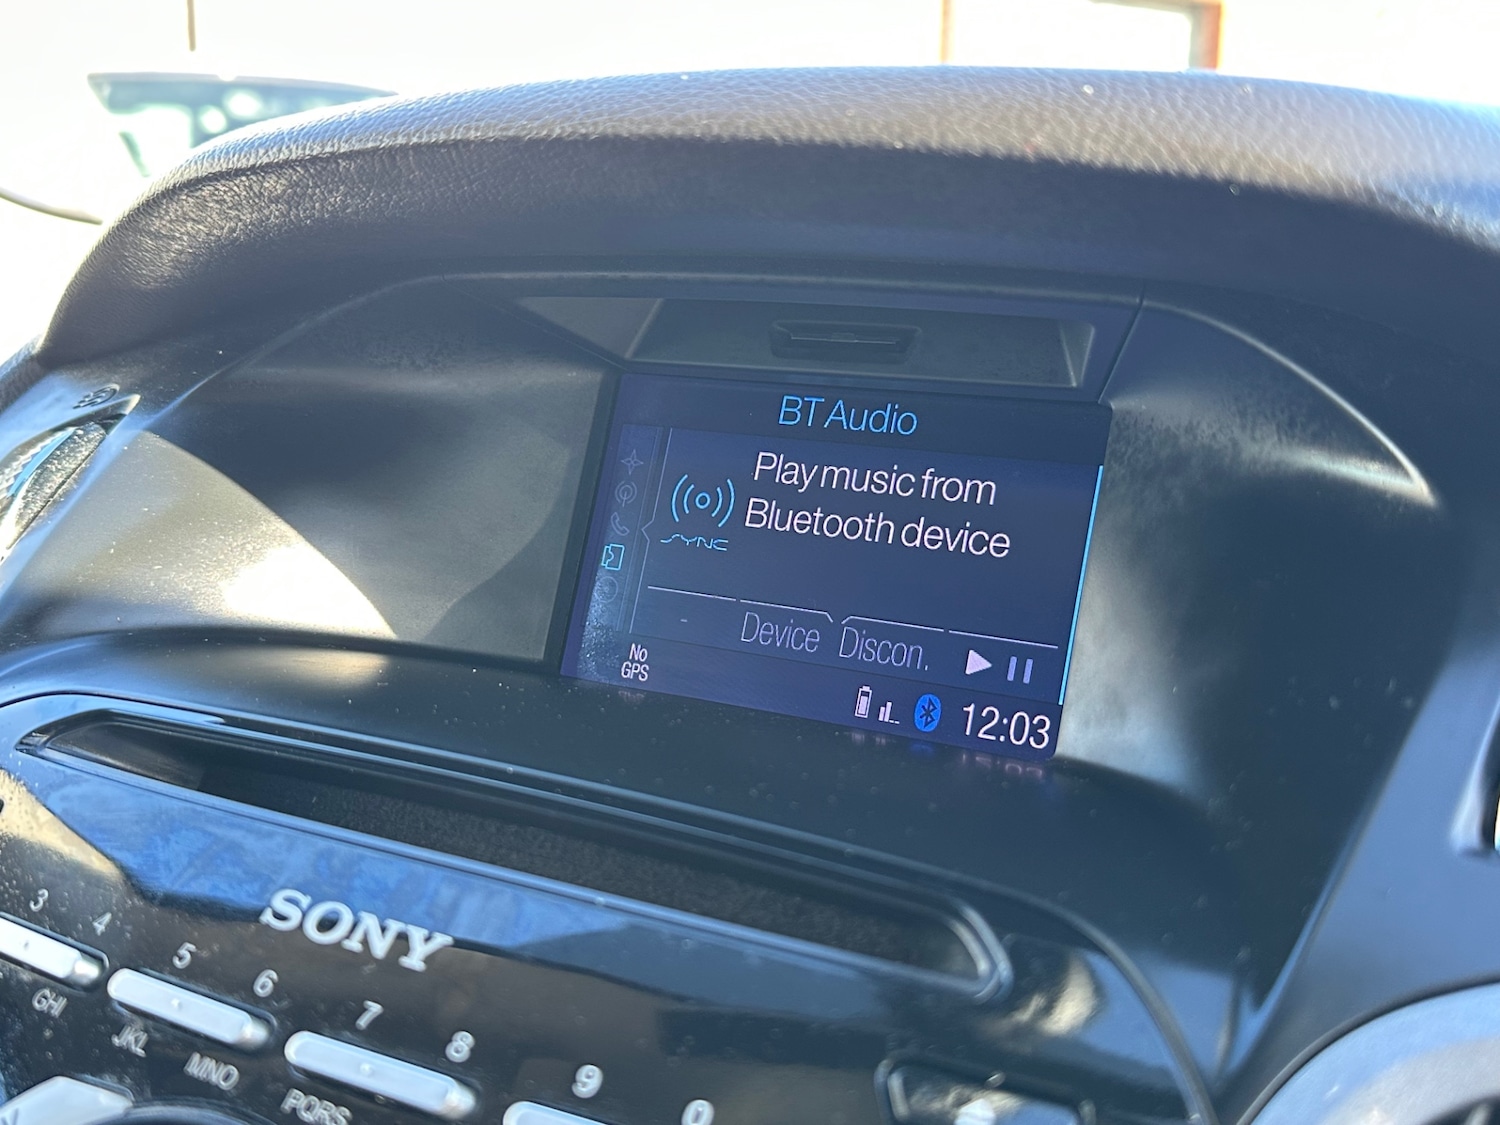 BT Audio
Play music from
Bluetooth device
SYNC
- Device Discon.
No
GPS
12:03
SONY
3 4 5 6 7 8 9 0
GHI JKL MNO PQRS